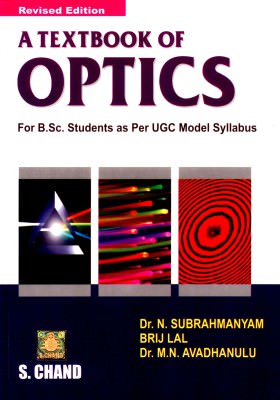 Revised Edition
A TEXTBOOK OF
OPTICS
For B.Sc. Students as Per UGC Model Syllabus
Dr. N. SUBRAHMANYAM
BRIJ LAL
Dr. M.N. AVADHANULU
S. CHAND
S. CHAND